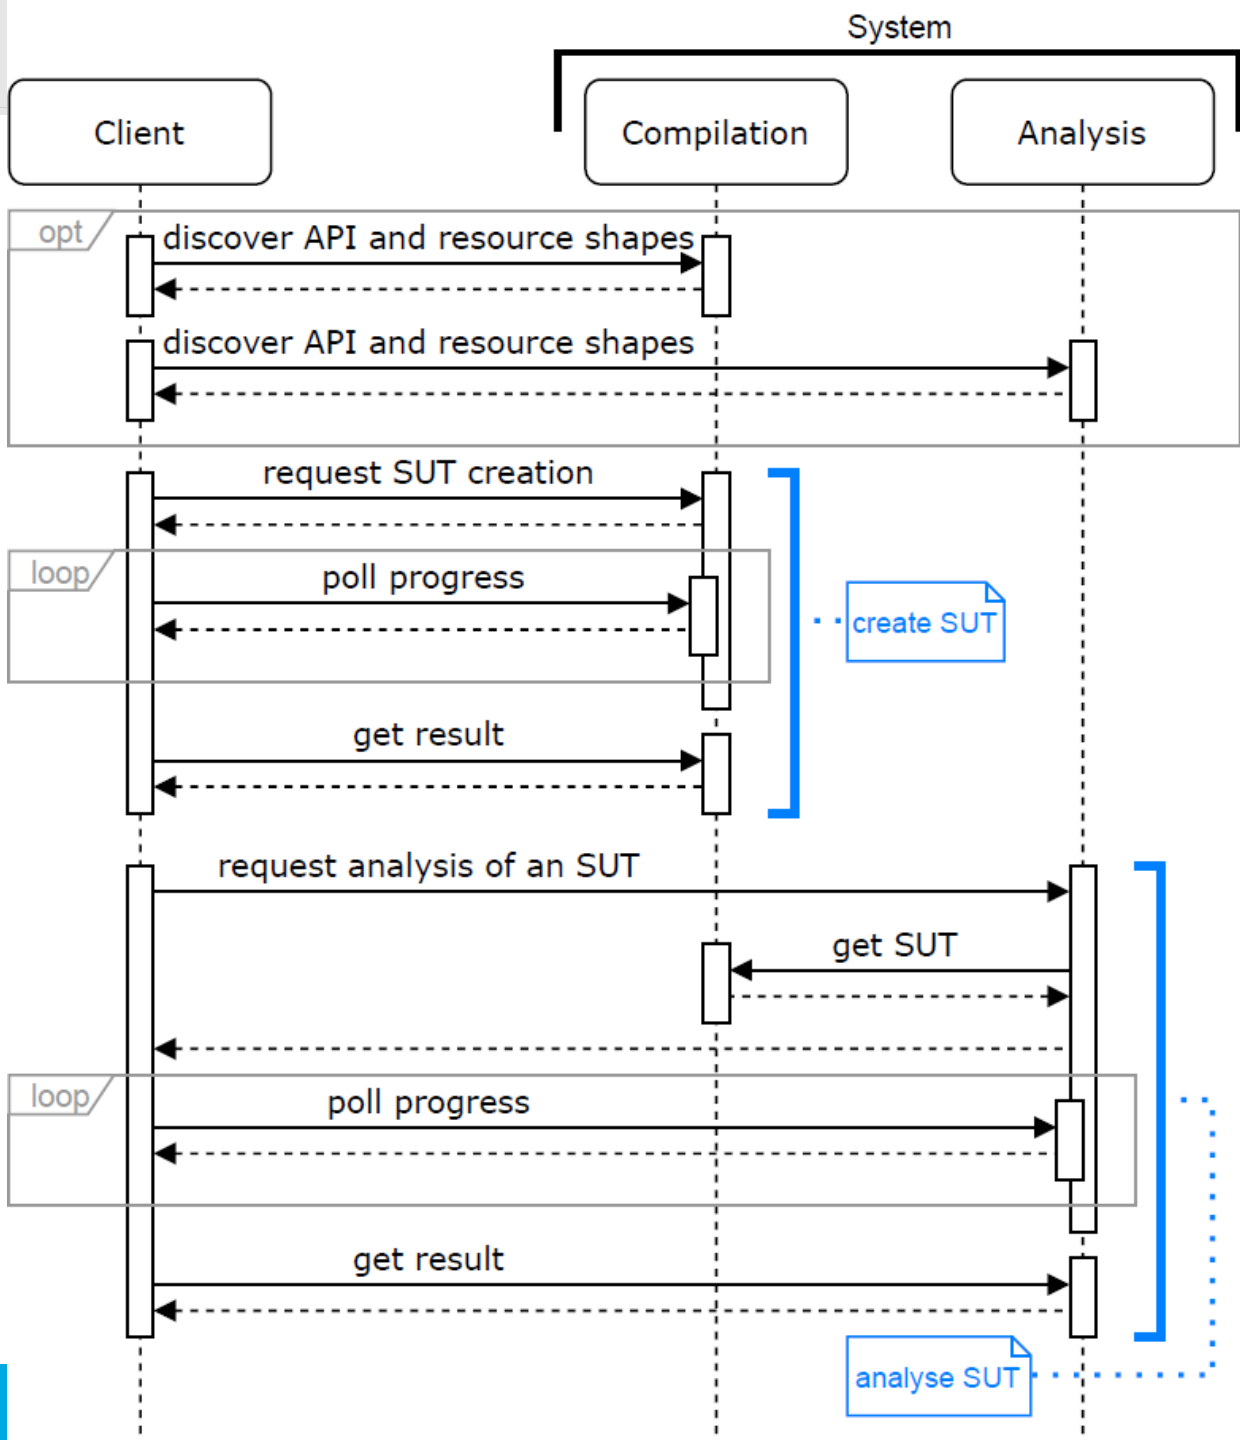 System
Client
Compilation
Analysis
opt
discover API and resource shapes
discover API and resource shapes
request SUT creation
loop
poll progress
create SUT
get result
request analysis of an SUT
get SUT
loop
poll progress
get result
analyse SUT